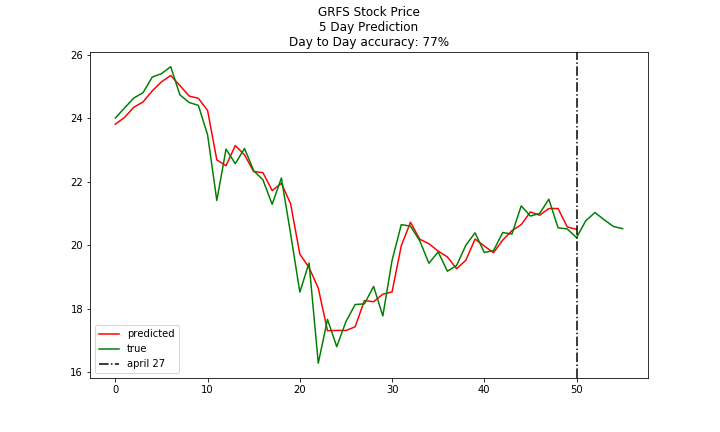 GRFS Stock Price
5 Day Prediction
Day to Day accuracy: 77%
26
24
22
20
18
16
predicted
true
april 27
0
10
20
30
40
50